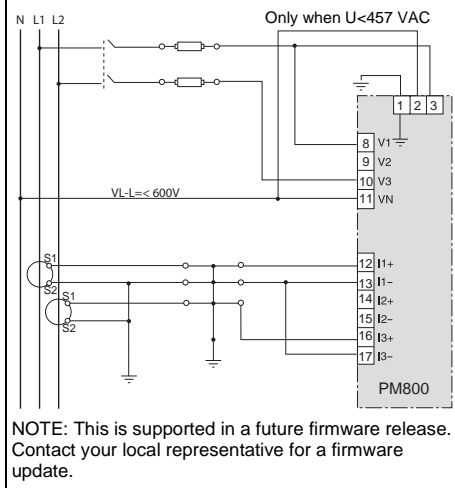 Only when U<457 VAC
N L1 L2
1 2 3
8 V1
9 V2
10 V3
VL-L=< 600V
11 VN
S1
12 I1+
S2
13 I1–
S1
14 I2+
15 I2–
S2
16 I3+
17 I3–
PM800
NOTE: This is supported in a future firmware release.
Contact your local representative for a firmware
update.